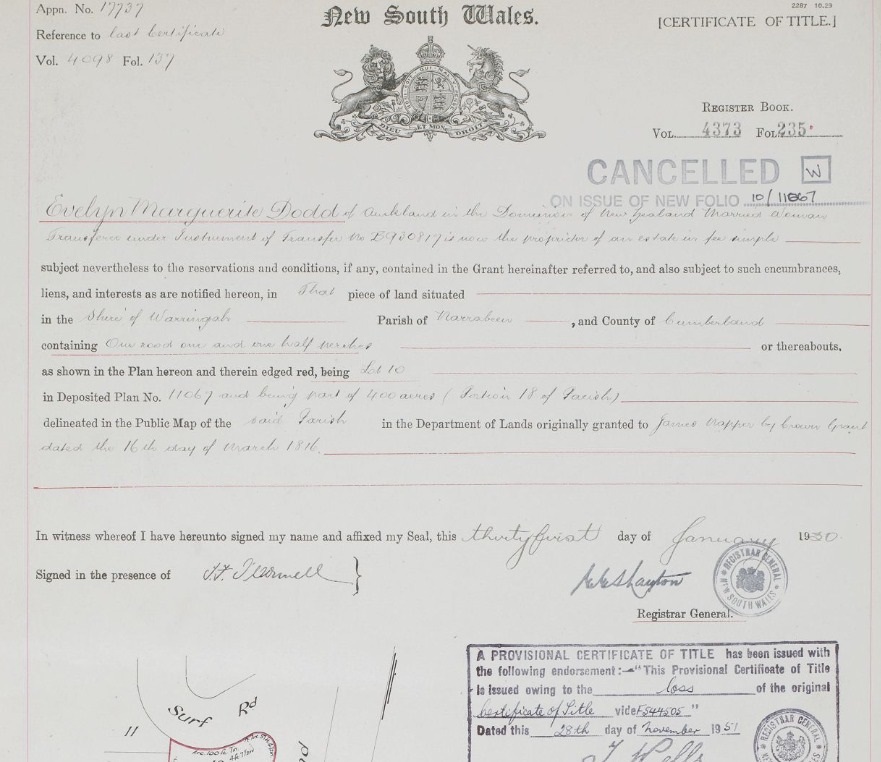 Appn. No. 17737
New South Wales.
2287 10.29
[CERTIFICATE OF TITLE.]
Reference to last Certificate
Vol. 4098 Fol. 137
DIEU ET MON DROIT
REGISTER BOOK.
VOL. 4373 FOL. 235
CANCELLED W
ON ISSUE OF NEW FOLIO 10/11067
Evelyn Marguerite Dodd of Auckland in the Dominion of New Zealand Married Woman
Transferee under Instrument of Transfer No B930817 is now the proprietor of an estate in fee simple
subject nevertheless to the reservations and conditions, if any, contained in the Grant hereinafter referred to, and also subject to such encumbrances,
liens, and interests as are notified hereon, in That piece of land situated
in the Shire of Warringah Parish of Narrabeen, and County of Cumberland
containing One rood one and one half perches or thereabouts,
as shown in the Plan hereon and therein edged red, being Lot 10
in Deposited Plan No. 11067 and being part of 400 acres (Portion 18 of Parish)
delineated in the Public Map of the said Parish in the Department of Lands originally granted to James Napper by Crown Grant
dated the 16th day of March 1816.
In witness whereof I have hereunto signed my name and affixed my Seal, this thirty first day of January 1930
Signed in the presence of
REGISTRAR GENERAL NEW SOUTH WALES
Registrar General.
A PROVISIONAL CERTIFICATE OF TITLE has been issued with
the following endorsement:—"This Provisional Certificate of Title
is issued owing to the loss of the original
Certificate of Title vide F544505"
Dated this 28th day of November 1951
Surf Rd
11
REGISTRAR GENERAL